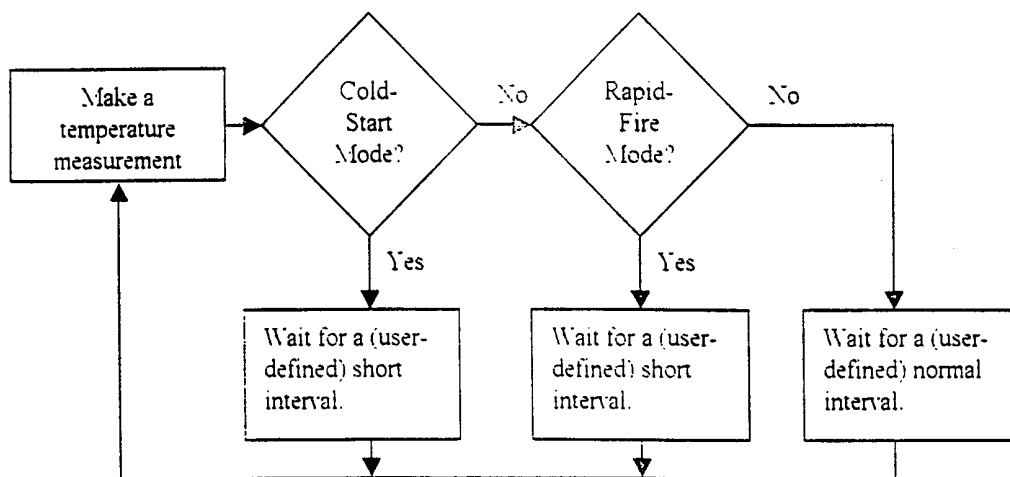 Make a
temperature
measurement
Cold-
Start
Mode?
No
Rapid-
Fire
Mode?
No
Yes
Yes
Wait for a (user-
defined) short
interval.
Wait for a (user-
defined) short
interval.
Wait for a (user-
defined) normal
interval.